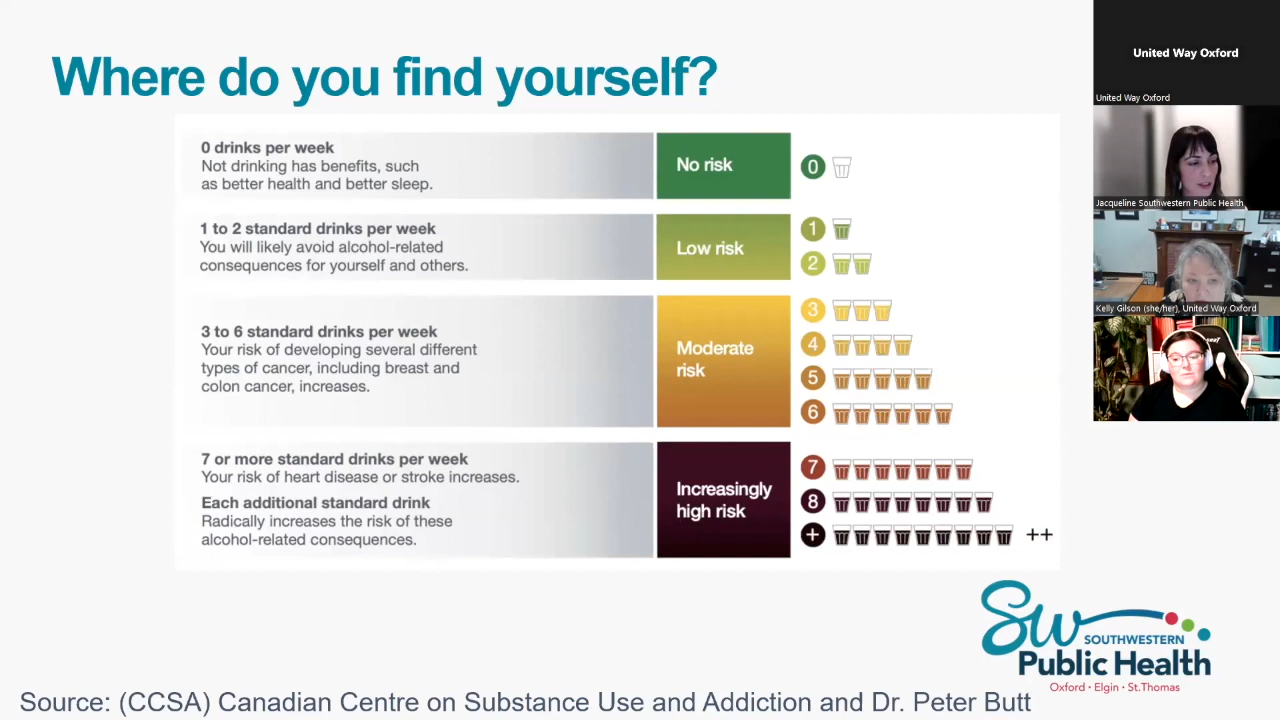 Where do you find yourself?
0 drinks per week
Not drinking has benefits, such
as better health and better sleep.
No risk
0
1 to 2 standard drinks per week
You will likely avoid alcohol-related
consequences for yourself and others.
Low risk
1
2
3 to 6 standard drinks per week
Your risk of developing several different
types of cancer, including breast and
colon cancer, increases.
Moderate
risk
3
4
5
6
7 or more standard drinks per week
Your risk of heart disease or stroke increases.
Each additional standard drink
Radically increases the risk of these
alcohol-related consequences.
Increasingly
high risk
7
8
+
++
SW
SOUTHWESTERN
Public Health
Oxford • Elgin • St.Thomas
Source: (CCSA) Canadian Centre on Substance Use and Addiction and Dr. Peter Butt
United Way Oxford
United Way Oxford
Jacqueline Southwestern Public Health
Kelly Gilson (she/her), United Way Oxford